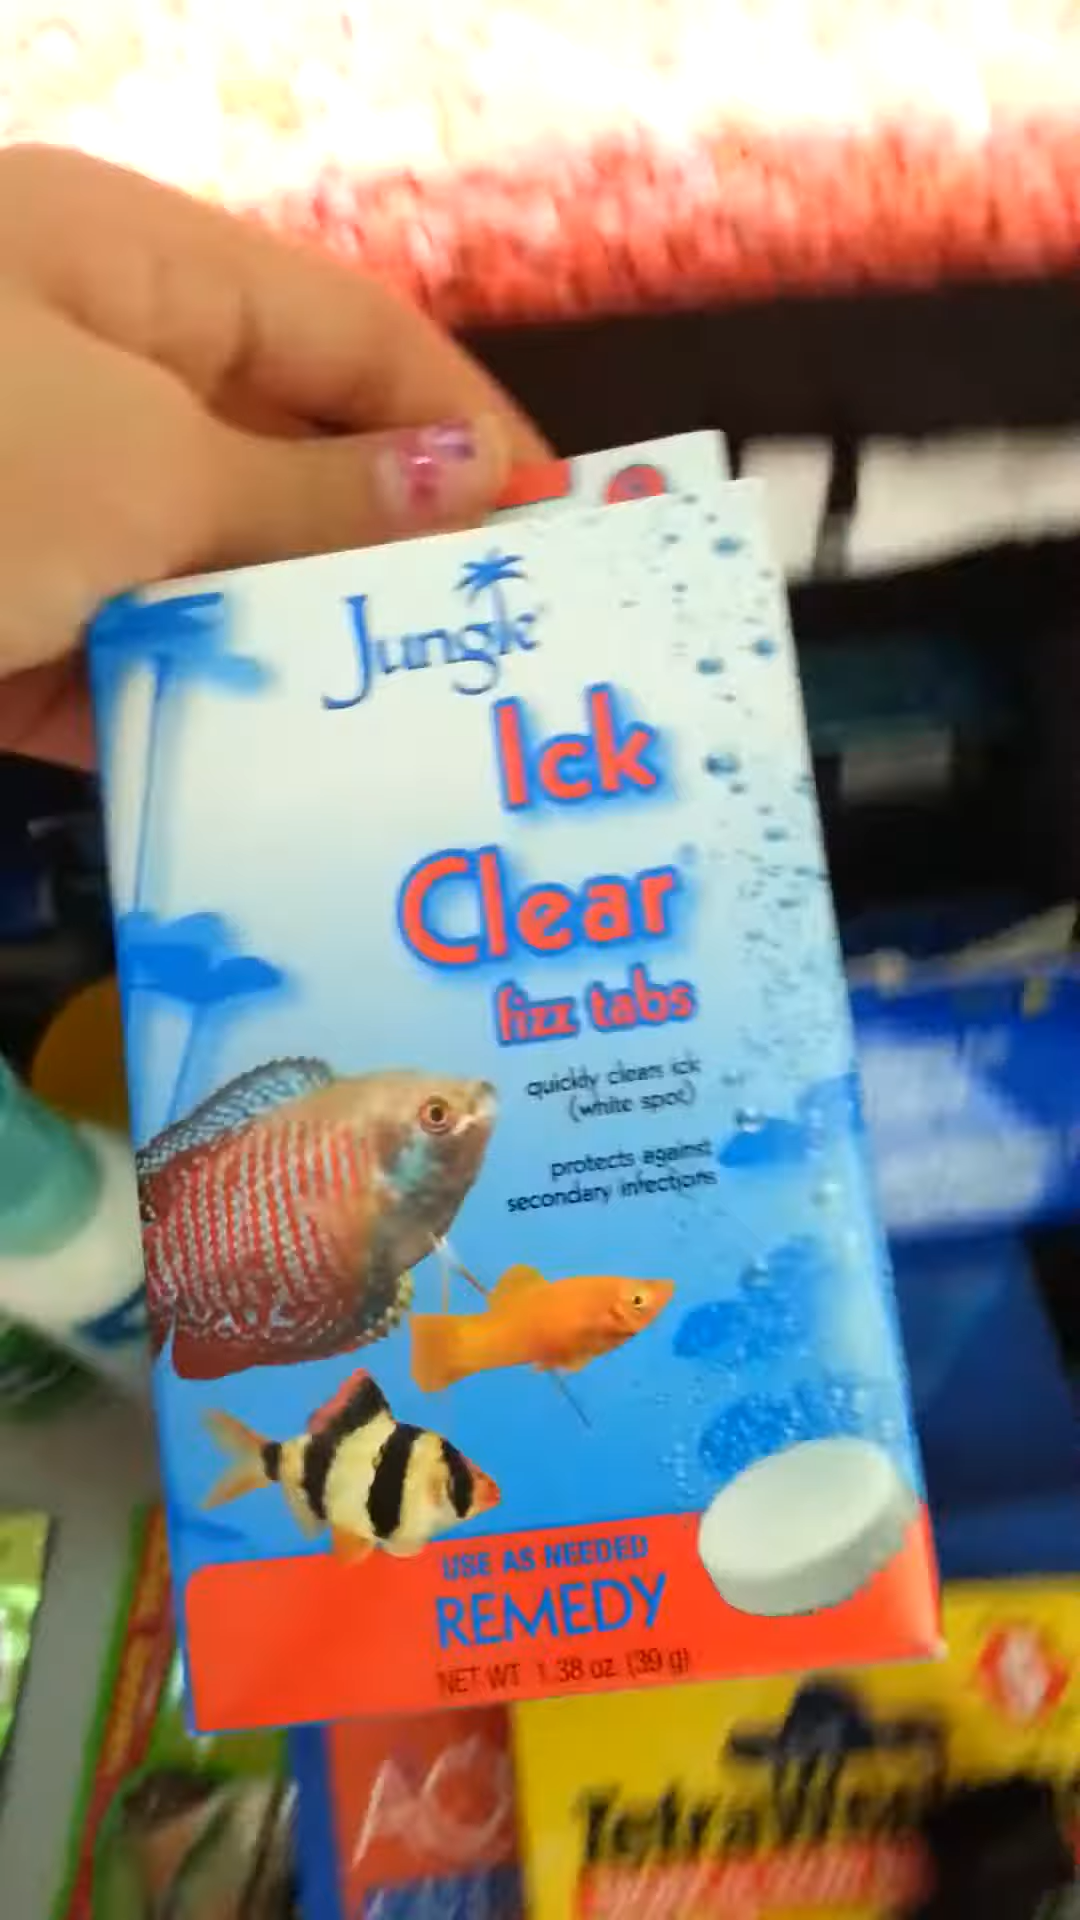 Jungle
Ick
Clear
fizz tabs
quickly clears ick
(white spot)
protects against
secondary infections
USE AS NEEDED
REMEDY
NET WT 1.38 oz. (39 g)
Tetra